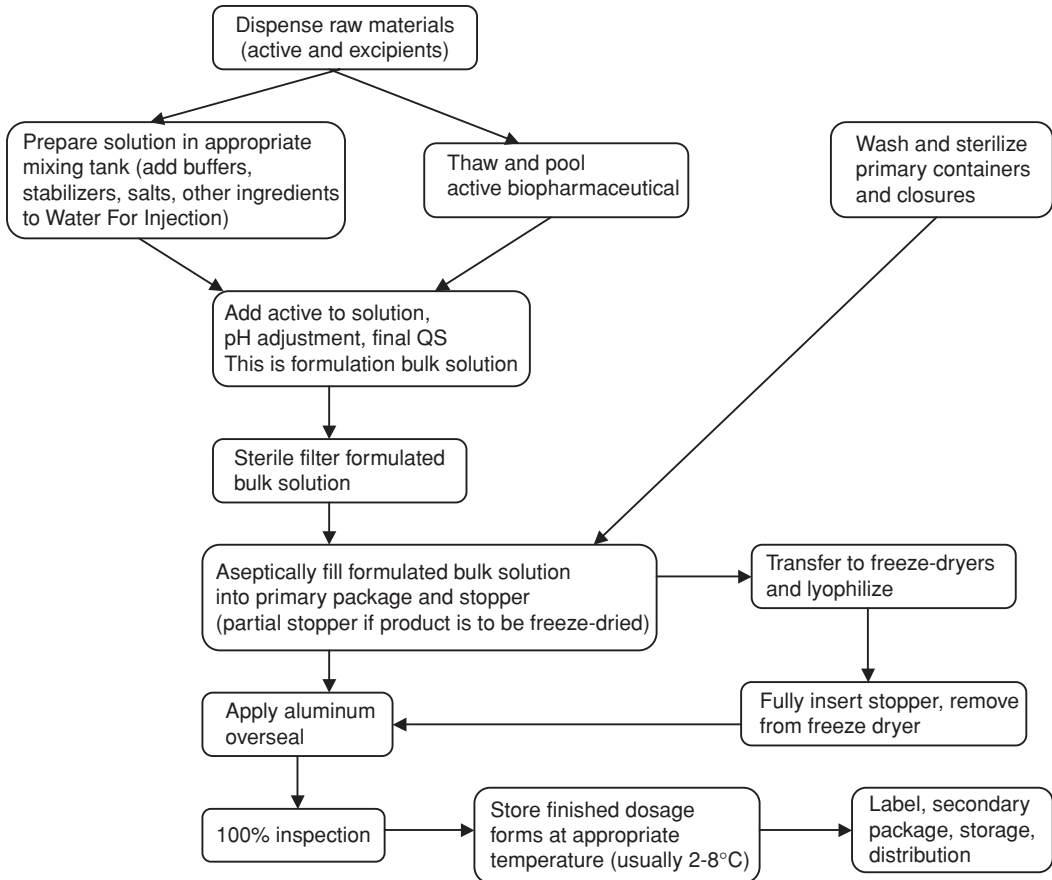 Dispense raw materials
(active and excipients)
Prepare solution in appropriate
mixing tank (add buffers,
stabilizers, salts, other ingredients
to Water For Injection)
Thaw and pool
active biopharmaceutical
Wash and sterilize
primary containers
and closures
Add active to solution,
pH adjustment, final QS
This is formulation bulk solution
Sterile filter formulated
bulk solution
Aseptically fill formulated bulk solution
into primary package and stopper
(partial stopper if product is to be freeze-dried)
Transfer to freeze-dryers
and lyophilize
Fully insert stopper, remove
from freeze dryer
Apply aluminum
overseal
100% inspection
Store finished dosage
forms at appropriate
temperature (usually 2-8°C)
Label, secondary
package, storage,
distribution